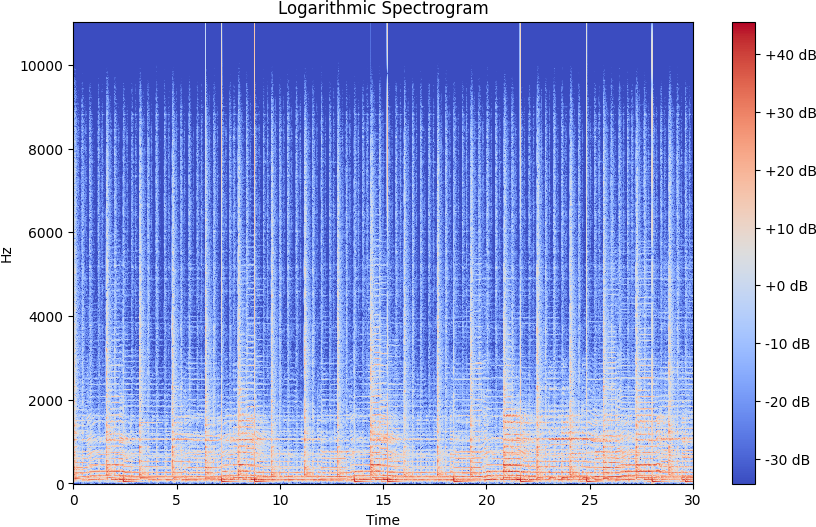 Logarithmic Spectrogram
10000
8000
6000
4000
2000
0
Hz
0 5 10 15 20 25 30
Time
+40 dB
+30 dB
+20 dB
+10 dB
+0 dB
-10 dB
-20 dB
-30 dB